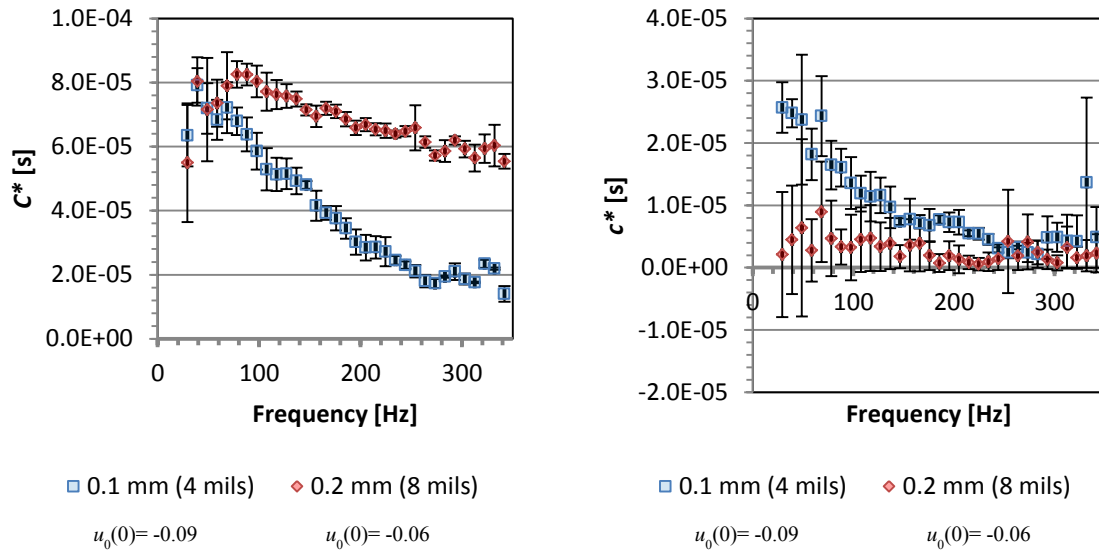 1.0E-04
8.0E-05
6.0E-05
4.0E-05
2.0E-05
0.0E+00
C* [s]
0 100 200 300
Frequency [Hz]
0.1 mm (4 mils) 0.2 mm (8 mils)
u₀(0)= -0.09 u₀(0)= -0.06
4.0E-05
3.0E-05
2.0E-05
1.0E-05
0.0E+00
-1.0E-05
-2.0E-05
c* [s]
0 100 200 300
Frequency [Hz]
0.1 mm (4 mils) 0.2 mm (8 mils)
u₀(0)= -0.09 u₀(0)= -0.06